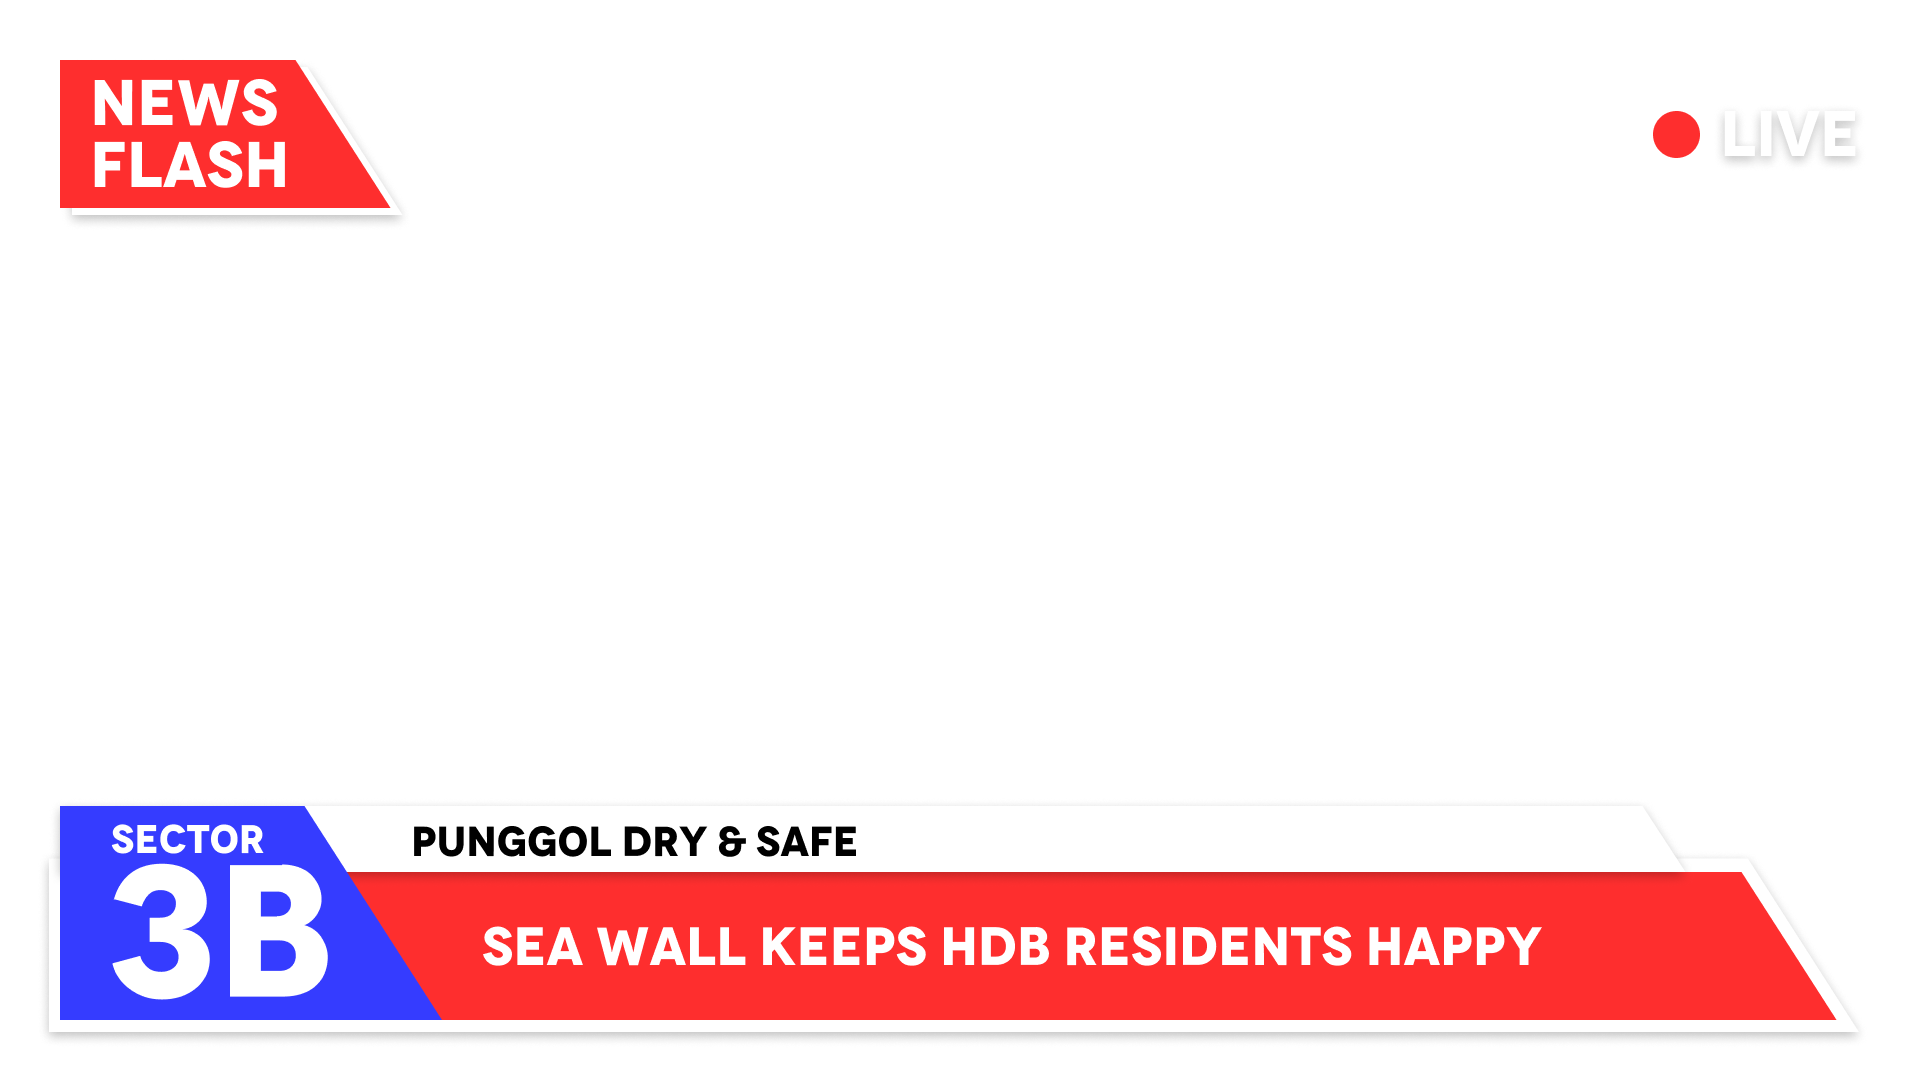 NEWS
FLASH
LIVE
SECTOR
3B
PUNGGOL DRY & SAFE
SEA WALL KEEPS HDB RESIDENTS HAPPY